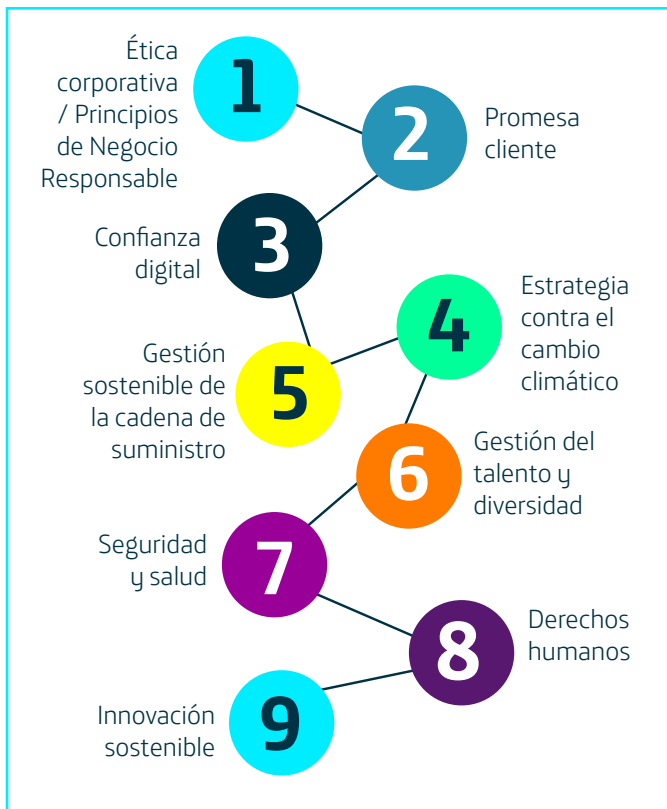 1
Ética
corporativa
/ Principios
de Negocio
Responsable
2
Promesa
cliente
3
Confianza
digital
4
Estrategia
contra el
cambio
climático
5
Gestión
sostenible de
la cadena de
suministro
6
Gestión del
talento y
diversidad
7
Seguridad
y salud
8
Derechos
humanos
9
Innovación
sostenible